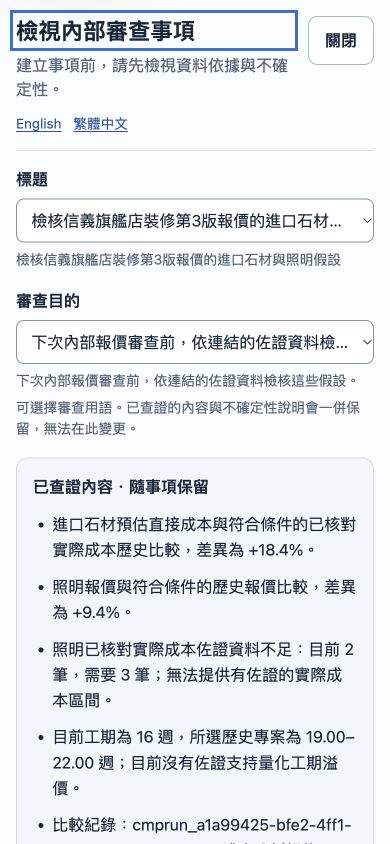 檢視內部審查事項
關閉
建立事項前，請先檢視資料依據與不確
定性。
English 繁體中文
標題
檢核信義旗艦店裝修第3版報價的進口石材...
檢核信義旗艦店裝修第3版報價的進口石材與照明假設
審查目的
下次內部報價審查前，依連結的佐證資料檢...
下次內部報價審查前，依連結的佐證資料檢核這些假設。
可選擇審查用語。已查證的內容與不確定性說明會一併保
留，無法在此變更。
已查證內容 · 隨事項保留
• 進口石材預估直接成本與符合條件的已核對
實際成本歷史比較，差異為 +18.4%。
• 照明報價與符合條件的歷史報價比較，差異
為 +9.4%。
• 照明已核對實際成本佐證資料不足：目前 2
筆，需要 3 筆；無法提供有佐證的實際成
本區間。
• 目前工期為 16 週，所選歷史專案為 19.00–
22.00 週；目前沒有佐證支持量化工期溢
價。
• 比較紀錄：cmprun_a1a99425-bfe2-4ff1-